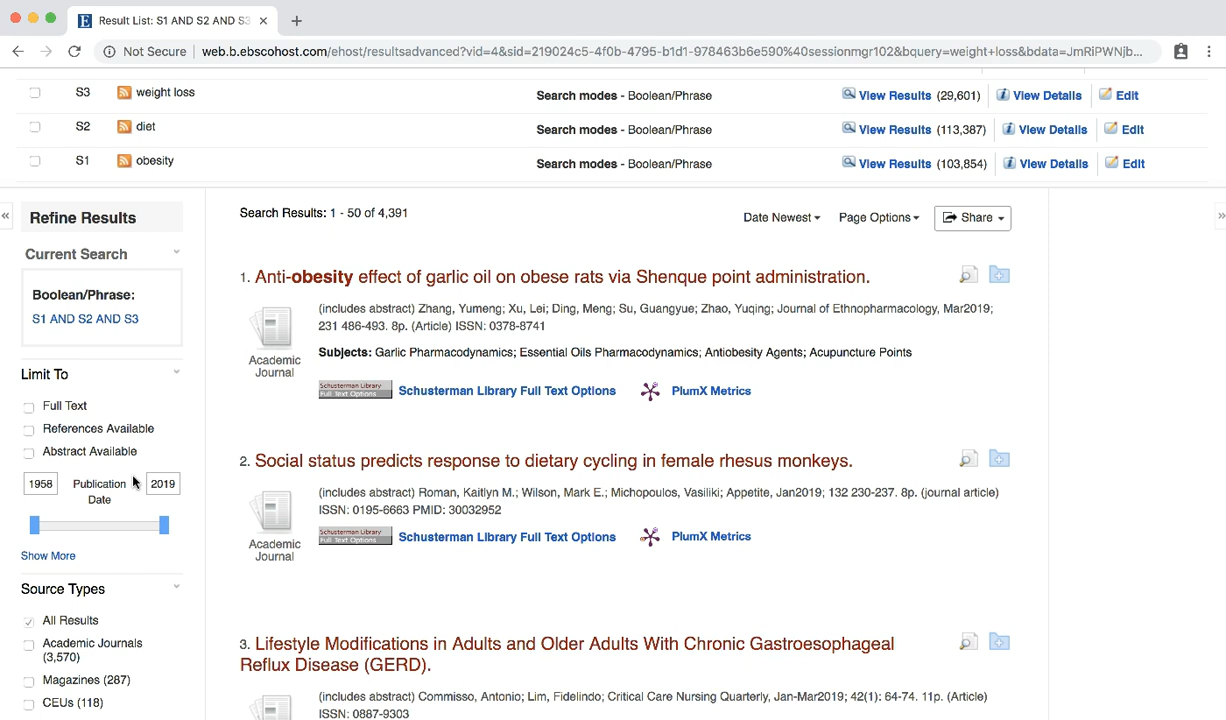 Result List: S1 AND S2 AND S3
Not Secure
web.b.ebscohost.com/ehost/resultsadvanced?vid=4&sid=219024c5-4f0b-4795-b1d1-978463b6e590%40sessionmgr102&bquery=weight+loss&bdata=JmRiPWNjb...
S3 weight loss Search modes - Boolean/Phrase View Results (29,601) View Details Edit
S2 diet Search modes - Boolean/Phrase View Results (113,387) View Details Edit
S1 obesity Search modes - Boolean/Phrase View Results (103,854) View Details Edit
«
Refine Results
Current Search
Boolean/Phrase:
S1 AND S2 AND S3
Limit To
Full Text
References Available
Abstract Available
1958 Publication Date 2019
Show More
Source Types
All Results
Academic Journals
(3,570)
Magazines (287)
CEUs (118)
Search Results: 1 - 50 of 4,391
Date Newest Page Options Share
»
1. Anti-obesity effect of garlic oil on obese rats via Shenque point administration.
(includes abstract) Zhang, Yumeng; Xu, Lei; Ding, Meng; Su, Guangyue; Zhao, Yuqing; Journal of Ethnopharmacology, Mar2019;
231 486-493. 8p. (Article) ISSN: 0378-8741
Academic
Journal
Subjects: Garlic Pharmacodynamics; Essential Oils Pharmacodynamics; Antiobesity Agents; Acupuncture Points
Schusterman Library
Full Text Options
Schusterman Library Full Text Options PlumX Metrics
2. Social status predicts response to dietary cycling in female rhesus monkeys.
(includes abstract) Roman, Kaitlyn M.; Wilson, Mark E.; Michopoulos, Vasiliki; Appetite, Jan2019; 132 230-237. 8p. (journal article)
ISSN: 0195-6663 PMID: 30032952
Academic
Journal
Schusterman Library
Full Text Options
Schusterman Library Full Text Options PlumX Metrics
3. Lifestyle Modifications in Adults and Older Adults With Chronic Gastroesophageal
Reflux Disease (GERD).
(includes abstract) Commisso, Antonio; Lim, Fidelindo; Critical Care Nursing Quarterly, Jan-Mar2019; 42(1): 64-74. 11p. (Article)
ISSN: 0887-9303